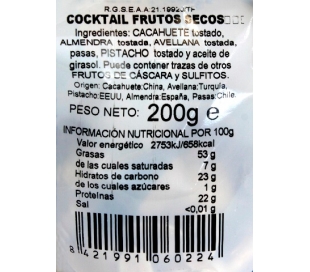 R.G.S.E.A.A 21.1992/TF
COCKTAIL FRUTOS SECOS
Ingredientes: CACAHUETE tostado,
ALMENDRA tostada, AVELLANA tostada,
pasas, PISTACHO tostado y aceite de
girasol. Puede contener trazas de otros
FRUTOS DE CÁSCARA y SULFITOS.
Origen: Cacahuete:China, Avellana:Turquía,
Pistacho:EEUU, Almendra:España, Pasas:Chile.
PESO NETO: 200g e
INFORMACIÓN NUTRICIONAL POR 100g
Valor energético 2753kJ/658kcal
Grasas 53 g
de las cuales saturadas 7 g
Hidratos de carbono 23 g
de los cuales azúcares 1 g
Proteínas 22 g
Sal <0,01 g
8 421991 060224